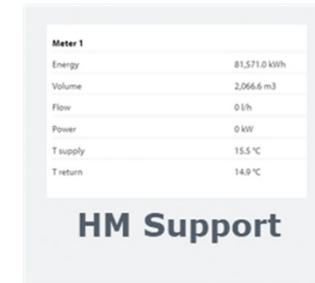 Meter 1
Energy 81,571.0 kWh
Volume 2,066.6 m3
Flow 0 l/h
Power 0 kW
T supply 15.5 °C
T return 14.9 °C
HM Support